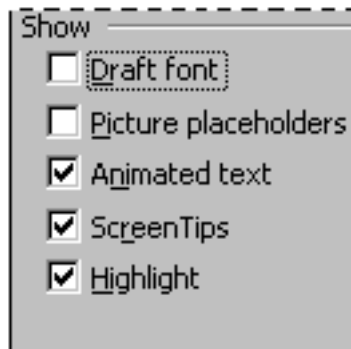 Show
Draft font
Picture placeholders
Animated text
ScreenTips
Highlight